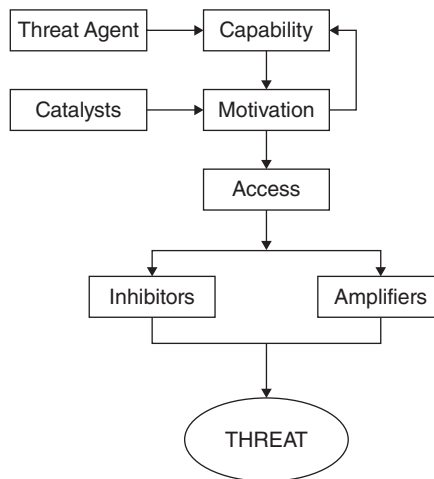 Threat Agent
Capability
Catalysts
Motivation
Access
Inhibitors
Amplifiers
THREAT